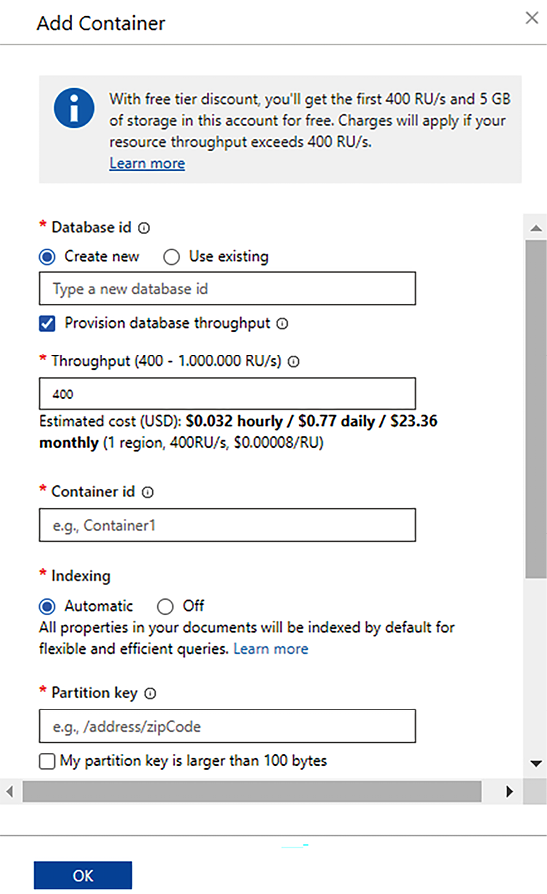 Add Container
With free tier discount, you'll get the first 400 RU/s and 5 GB
of storage in this account for free. Charges will apply if your
resource throughput exceeds 400 RU/s.
Learn more
* Database id
Create new Use existing
Type a new database id
Provision database throughput
* Throughput (400 - 1.000.000 RU/s)
400
Estimated cost (USD): $0.032 hourly / $0.77 daily / $23.36
monthly (1 region, 400RU/s, $0.00008/RU)
* Container id
e.g., Container1
* Indexing
Automatic Off
All properties in your documents will be indexed by default for
flexible and efficient queries. Learn more
* Partition key
e.g., /address/zipCode
My partition key is larger than 100 bytes
OK